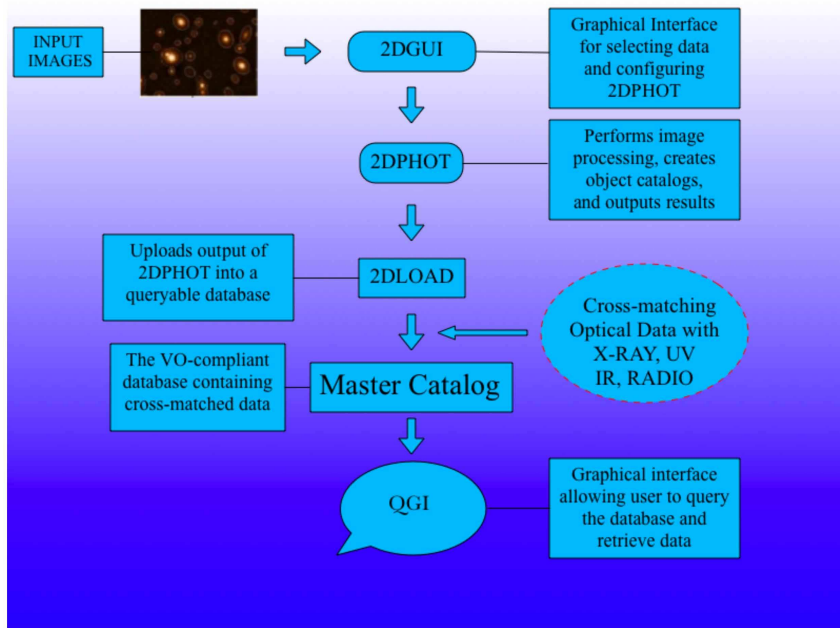 INPUT
IMAGES
2DGUI
Graphical Interface
for selecting data
and configuring
2DPHOT
2DPHOT
Performs image
processing, creates
object catalogs,
and outputs results
Uploads output of
2DPHOT into a
queryable database
2DLOAD
Cross-matching
Optical Data with
X-RAY, UV
IR, RADIO
The VO-compliant
database containing
cross-matched data
Master Catalog
QGI
Graphical interface
allowing user to query
the database and
retrieve data